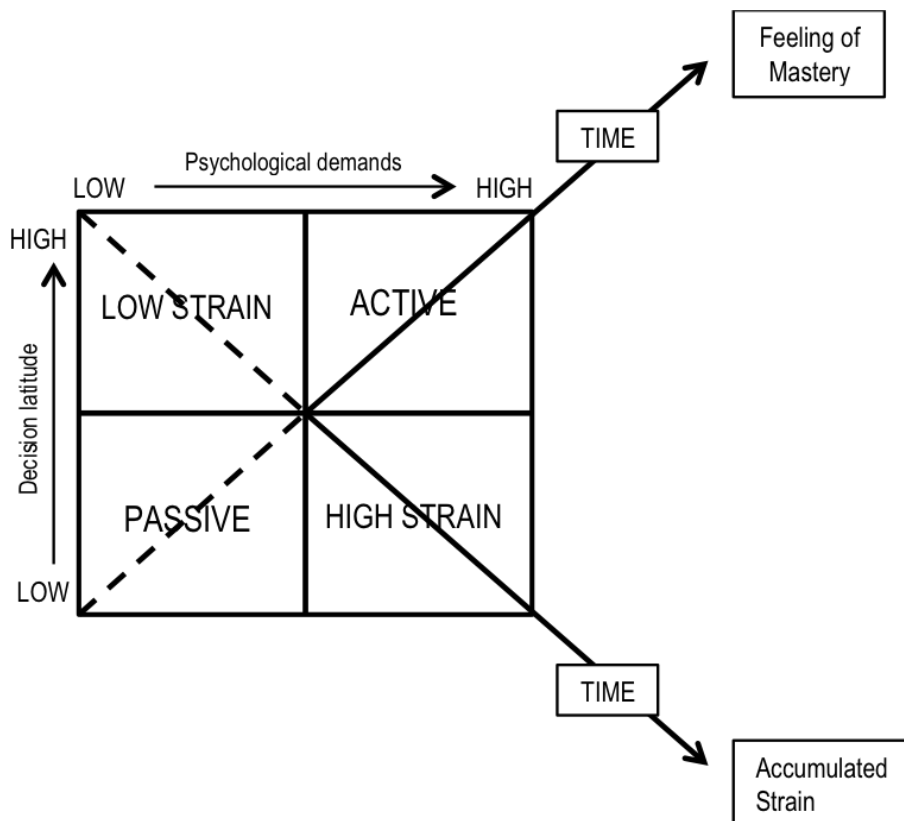 Feeling of
Mastery
TIME
Psychological demands
LOW
HIGH
HIGH
LOW STRAIN
ACTIVE
Decision latitude
PASSIVE
HIGH STRAIN
LOW
TIME
Accumulated
Strain